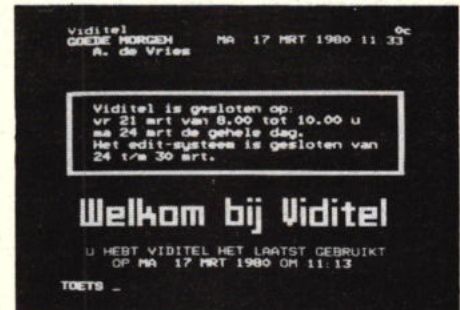 Viditel 0c
GOEDE MORGEN MA 17 MRT 1980 11 33
A. de Vries
Viditel is gesloten op:
vr 21 mrt van 8.00 tot 10.00 u
ma 24 mrt de gehele dag.
Het edit-systeem is gesloten van
24 t/m 30 mrt.
Welkom bij Viditel
U HEBT VIDITEL HET LAATST GEBRUIKT
OP MA 17 MRT 1980 OM 11:13
TOETS _